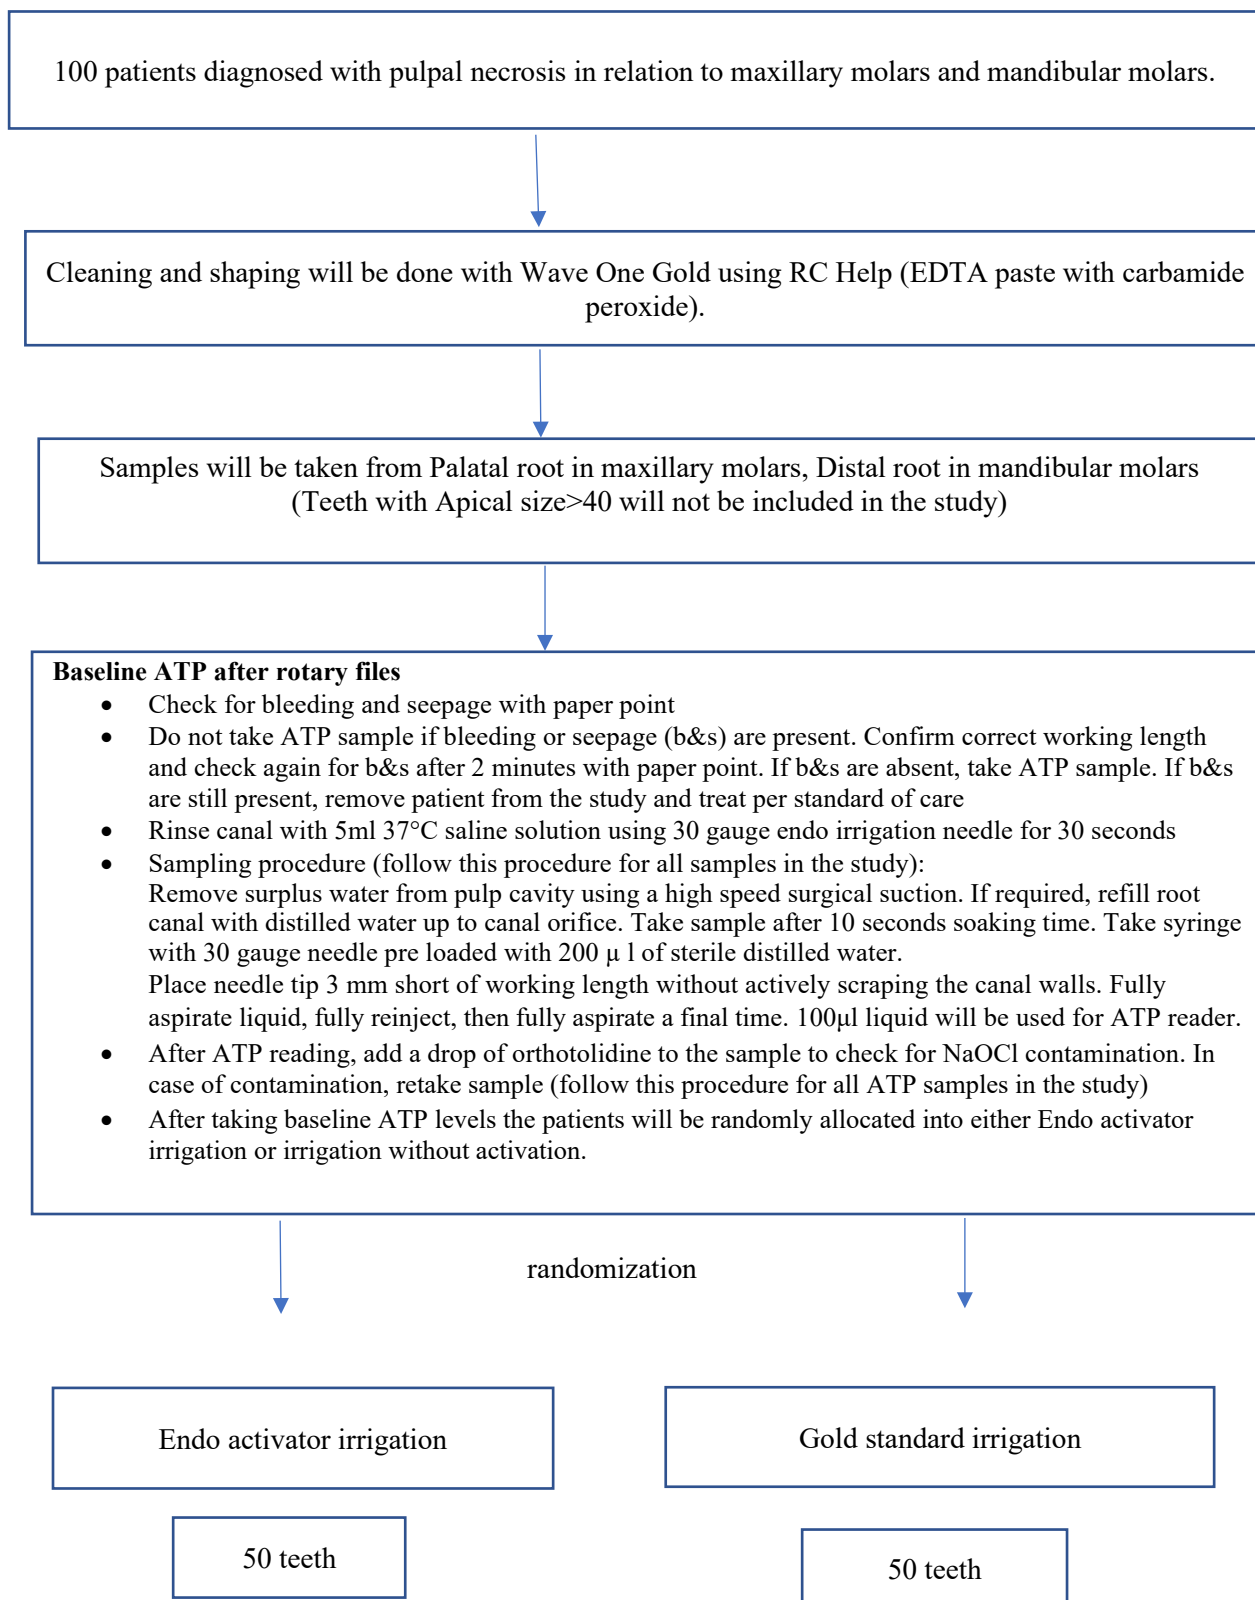 100 patients diagnosed with pulpal necrosis in relation to maxillary molars and mandibular molars.
Cleaning and shaping will be done with Wave One Gold using RC Help (EDTA paste with carbamide
peroxide).
Samples will be taken from Palatal root in maxillary molars, Distal root in mandibular molars
(Teeth with Apical size>40 will not be included in the study)
Baseline ATP after rotary files
• Check for bleeding and seepage with paper point
• Do not take ATP sample if bleeding or seepage (b&s) are present. Confirm correct working length
and check again for b&s after 2 minutes with paper point. If b&s are absent, take ATP sample. If b&s
are still present, remove patient from the study and treat per standard of care
• Rinse canal with 5ml 37°C saline solution using 30 gauge endo irrigation needle for 30 seconds
• Sampling procedure (follow this procedure for all samples in the study):
Remove surplus water from pulp cavity using a high speed surgical suction. If required, refill root
canal with distilled water up to canal orifice. Take sample after 10 seconds soaking time. Take syringe
with 30 gauge needle pre loaded with 200 µ l of sterile distilled water.
Place needle tip 3 mm short of working length without actively scraping the canal walls. Fully
aspirate liquid, fully reinject, then fully aspirate a final time. 100µl liquid will be used for ATP reader.
• After ATP reading, add a drop of orthotolidine to the sample to check for NaOCl contamination. In
case of contamination, retake sample (follow this procedure for all ATP samples in the study)
• After taking baseline ATP levels the patients will be randomly allocated into either Endo activator
irrigation or irrigation without activation.
randomization
Endo activator irrigation
Gold standard irrigation
50 teeth
50 teeth